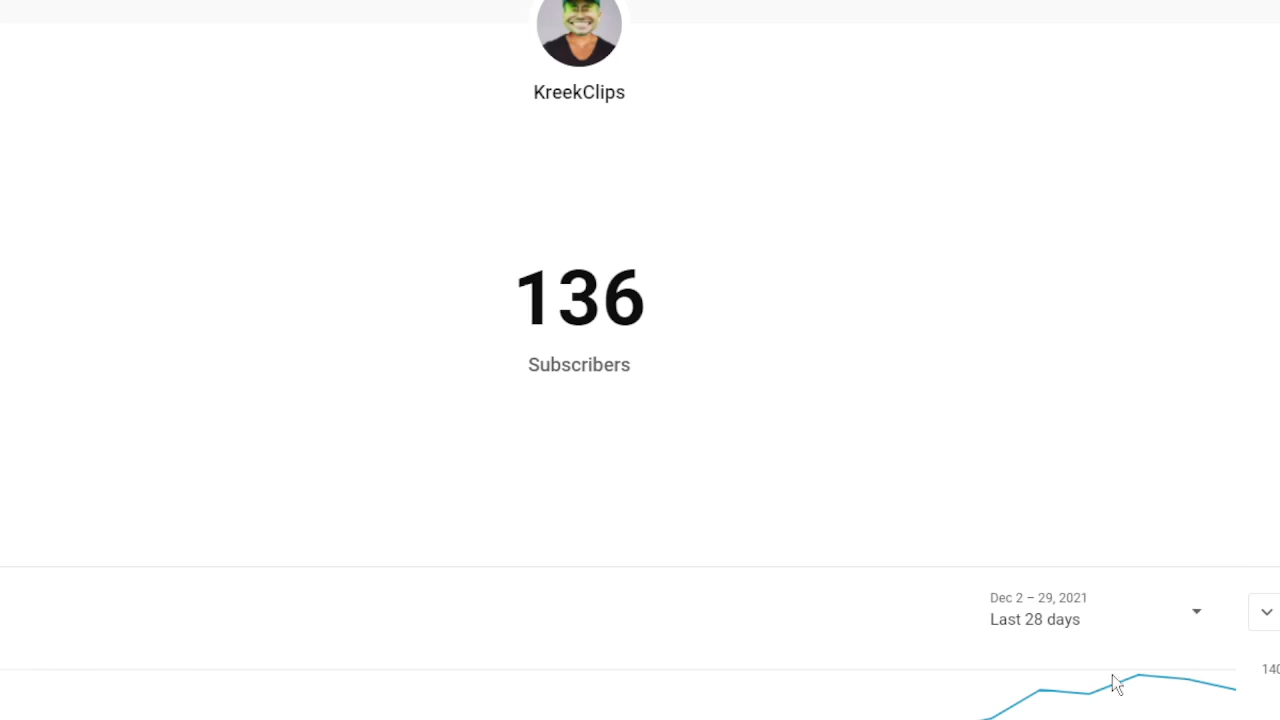 KreekClips
136
Subscribers
Dec 2 – 29, 2021
Last 28 days